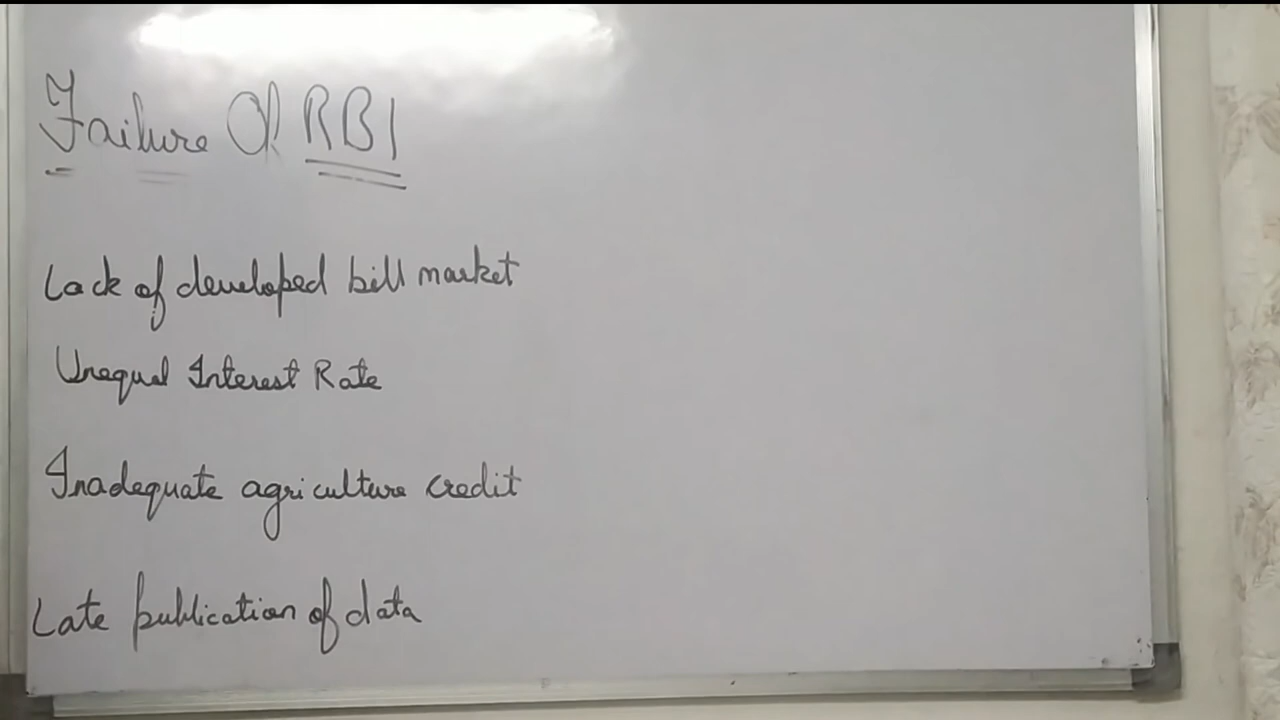 Failure Of RBI
Lack of developed bill market
Unequal Interest Rate
Inadequate agriculture credit
Late publication of data